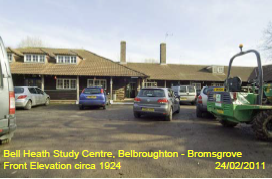 Bell Heath Study Centre, Belbroughton - Bromsgrove
Front Elevation circa 1924 24/02/2011